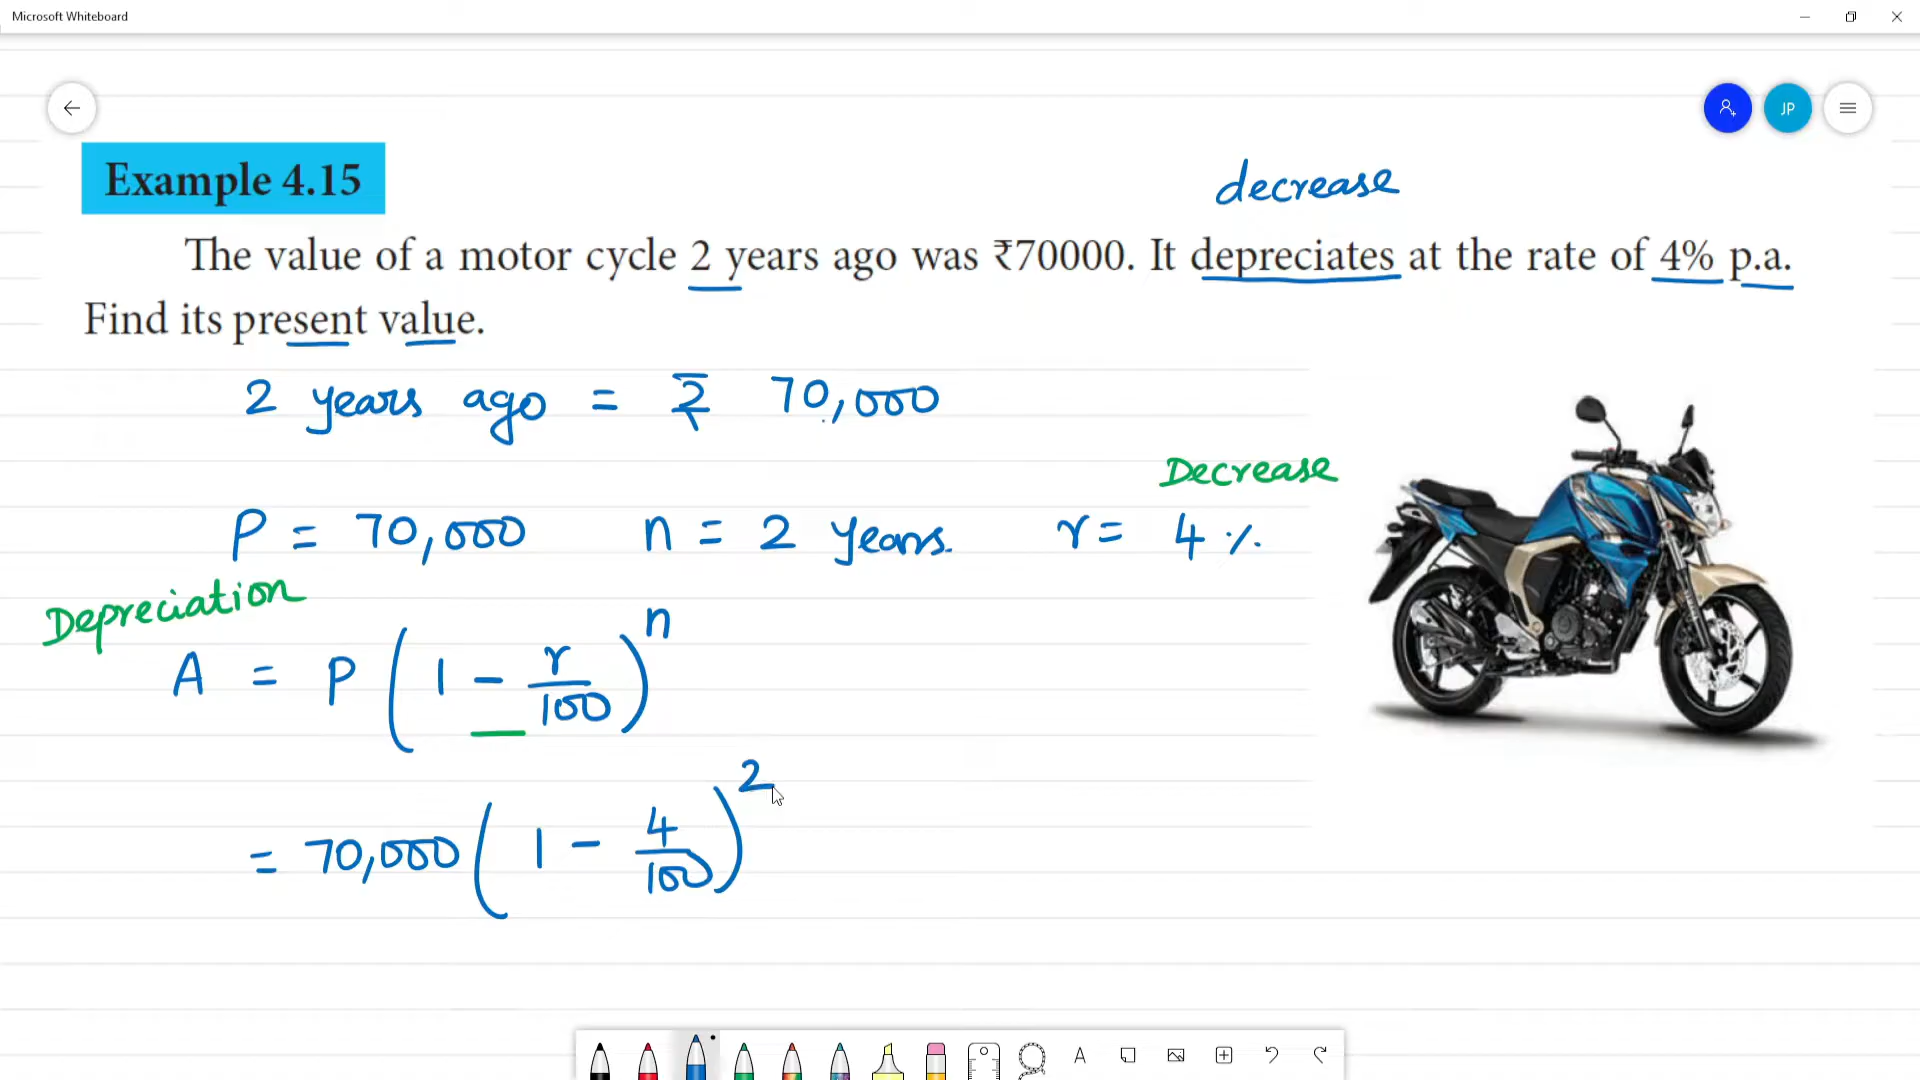 Microsoft Whiteboard
JP
Example 4.15
decrease
The value of a motor cycle 2 years ago was ₹70000. It depreciates at the rate of 4% p.a.
Find its present value.
2 years ago = ₹ 70,000
Decrease
P = 70,000 n = 2 years. r = 4 %
Depreciation
A = P ( 1 - r/100 )^n
= 70,000 ( 1 - 4/100 )^2
A